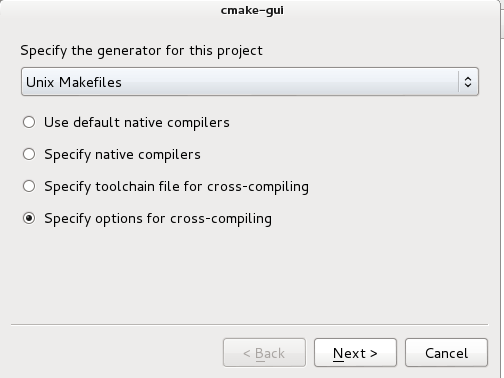 cmake-gui
Specify the generator for this project
Unix Makefiles
Use default native compilers
Specify native compilers
Specify toolchain file for cross-compiling
Specify options for cross-compiling
< Back Next > Cancel